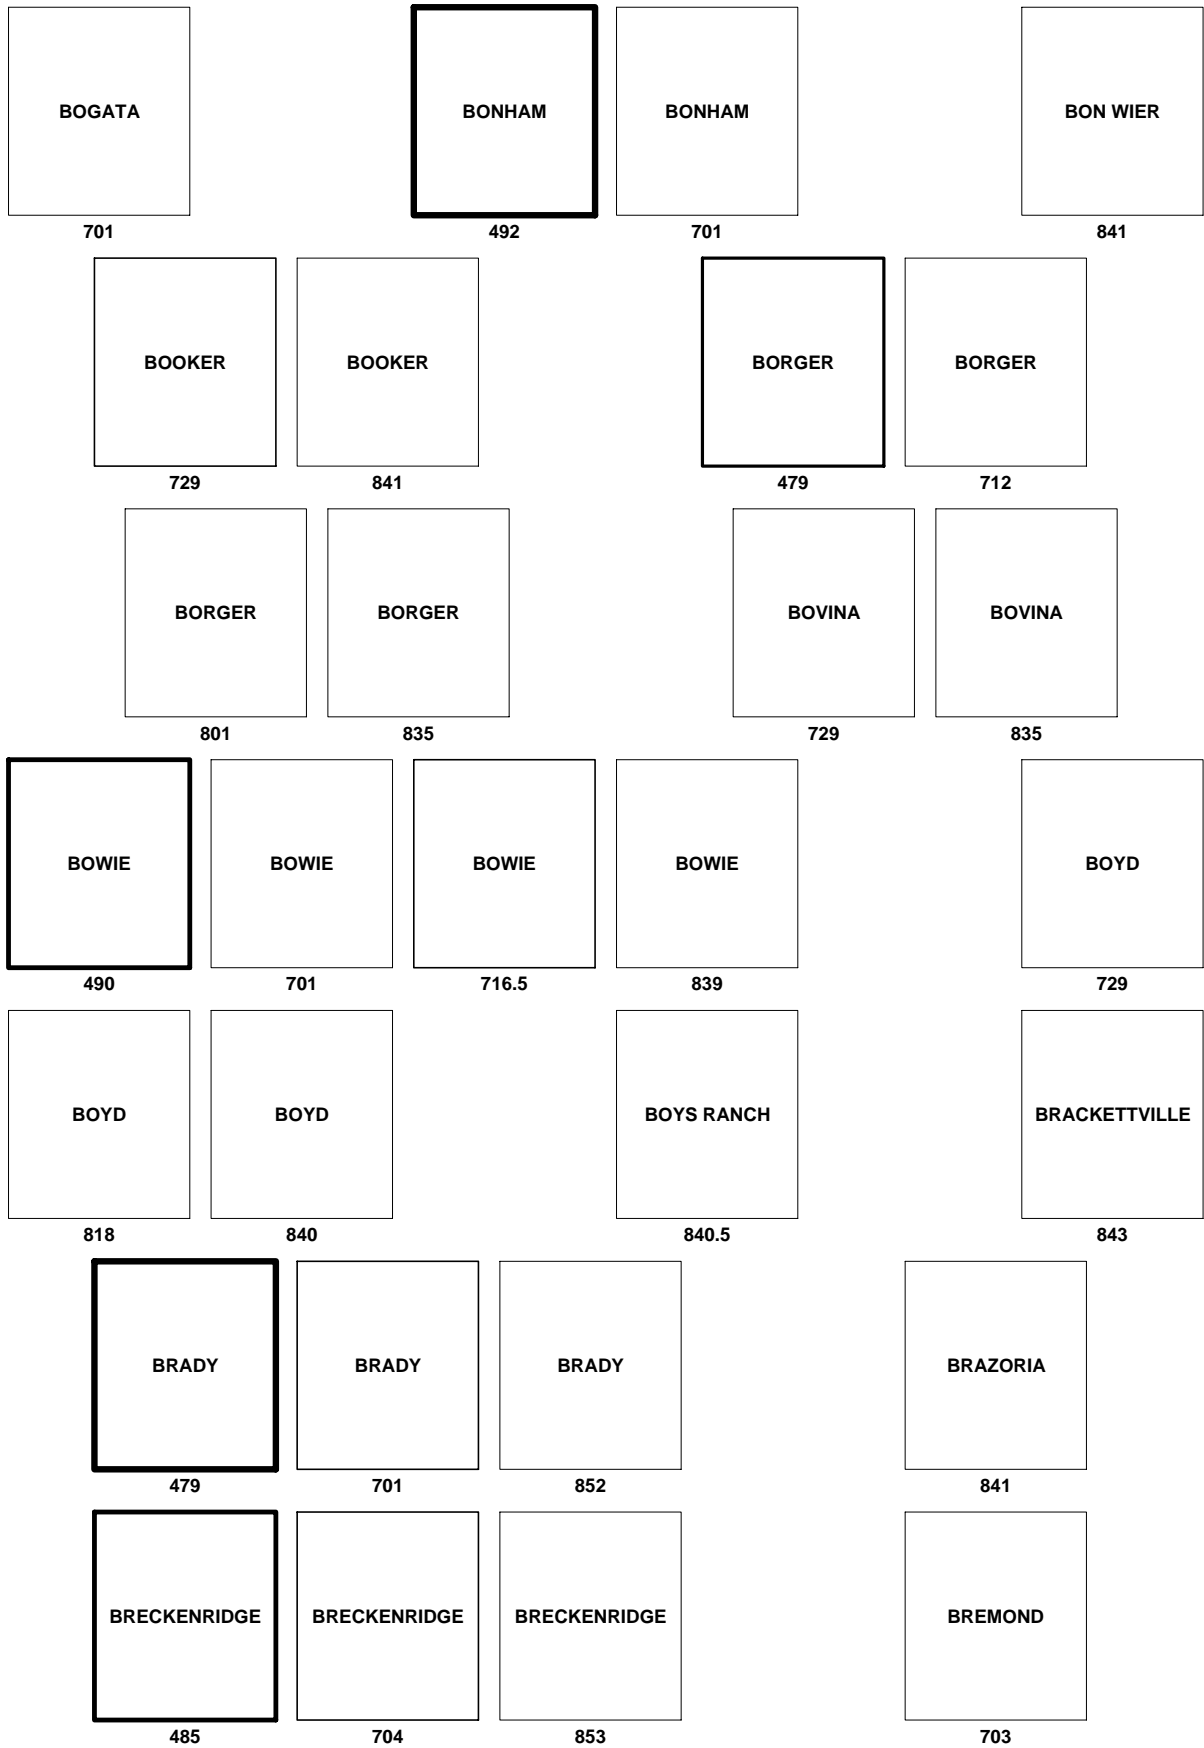 BOGATA BONHAM BONHAM BON WIER
701 492 701 841
BOOKER BOOKER BORGER BORGER
729 841 479 712
BORGER BORGER BOVINA BOVINA
801 835 729 835
BOWIE BOWIE BOWIE BOWIE BOYD
490 701 716.5 839 729
BOYD BOYD BOYS RANCH BRACKETTVILLE
818 840 840.5 843
BRADY BRADY BRADY BRAZORIA
479 701 852 841
BRECKENRIDGE BRECKENRIDGE BRECKENRIDGE BREMOND
485 704 853 703